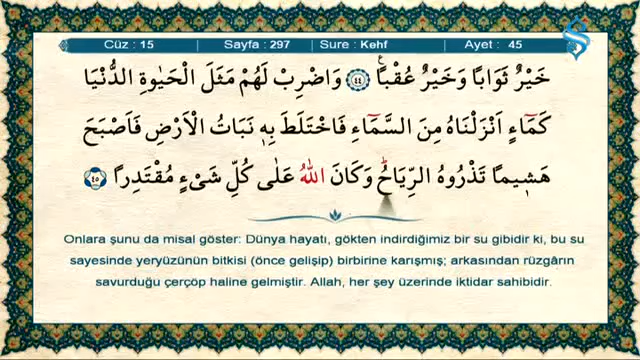 Cüz : 15 | Sayfa : 297 | Sure : Kehf | Ayet : 45
خَيْرٌ ثَوَابًا وَخَيْرٌ عُقْبًا ﴿٤٤﴾ وَاضْرِبْ لَهُمْ مَثَلَ الْحَيٰوةِ الدُّنْيَا
كَمَٓاءٍ اَنْزَلْنَاهُ مِنَ السَّمَٓاءِ فَاخْتَلَطَ بِه۪ نَبَاتُ الْاَرْضِ فَاَصْبَحَ
هَش۪يمًا تَذْرُوهُ الرِّيَاحُۜ وَكَانَ اللّٰهُ عَلٰى كُلِّ شَيْءٍ مُقْتَدِرًا ﴿٤٥﴾
Onlara şunu da misal göster: Dünya hayatı, gökten indirdiğimiz bir su gibidir ki, bu su
sayesinde yeryüzünün bitkisi (önce gelişip) birbirine karışmış; arkasından rüzgârın
savurduğu çerçöp haline gelmiştir. Allah, her şey üzerinde iktidar sahibidir.